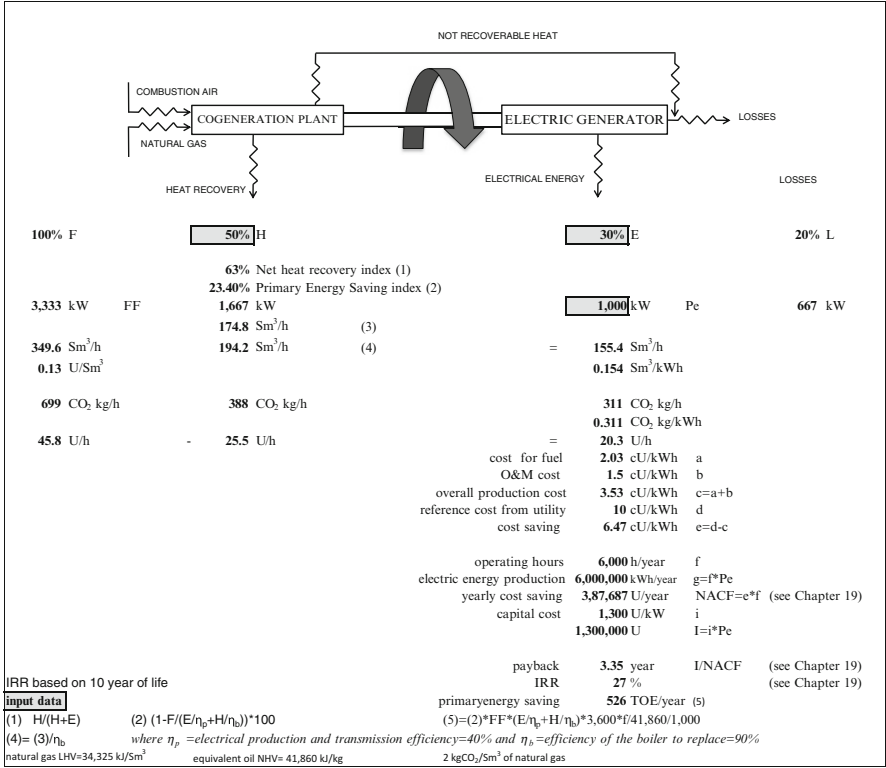 NOT RECOVERABLE HEAT
COMBUSTION AIR
COGENERATION PLANT
ELECTRIC GENERATOR
LOSSES
NATURAL GAS
HEAT RECOVERY
ELECTRICAL ENERGY
LOSSES
100% F 50% H 30% E 20% L
63% Net heat recovery index (1)
23.40% Primary Energy Saving index (2)
3,333 kW FF 1,667 kW 1,000 kW Pe 667 kW
174.8 Sm³/h (3)
349.6 Sm³/h 194.2 Sm³/h (4) = 155.4 Sm³/h
0.13 U/Sm³ 0.154 Sm³/kWh
699 CO₂ kg/h 388 CO₂ kg/h 311 CO₂ kg/h
0.311 CO₂ kg/kWh
45.8 U/h - 25.5 U/h = 20.3 U/h
cost for fuel 2.03 cU/kWh a
O&M cost 1.5 cU/kWh b
overall production cost 3.53 cU/kWh c=a+b
reference cost from utility 10 cU/kWh d
cost saving 6.47 cU/kWh e=d-c
operating hours 6,000 h/year f
electric energy production 6,000,000 kWh/year g=f*Pe
yearly cost saving 3,87,687 U/year NACF=e*f (see Chapter 19)
capital cost 1,300 U/kW i
1,300,000 U I=i*Pe
payback 3.35 year I/NACF (see Chapter 19)
IRR based on 10 year of life IRR 27 % (see Chapter 19)
input data primaryenergy saving 526 TOE/year (5)
(1) H/(H+E) (2) (1-F/(E/ηp+H/ηb))*100 (5)=(2)*FF*(E/ηp+H/ηb)*3,600*f/41,860/1,000
(4)= (3)/ηb where ηp =electrical production and transmission efficiency=40% and ηb=efficiency of the boiler to replace=90%
natural gas LHV=34,325 kJ/Sm³ equivalent oil NHV= 41,860 kJ/kg 2 kgCO₂/Sm³ of natural gas